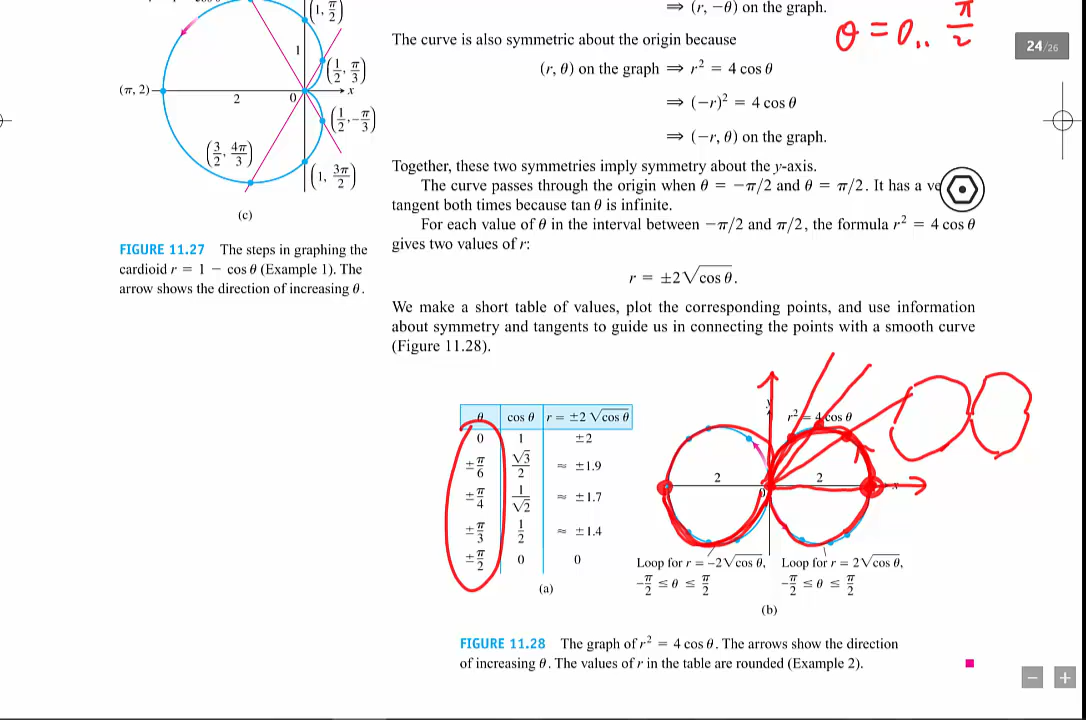 (1, π/2)
1
(1/2, π/3)
(π, 2)
2
0
x
(1/2, −π/3)
(3/2, 4π/3)
(1, 3π/2)
(c)
FIGURE 11.27 The steps in graphing the
cardioid r = 1 − cos θ (Example 1). The
arrow shows the direction of increasing θ.
⇒ (r, −θ) on the graph.
θ = 0.. π/2
24/26
The curve is also symmetric about the origin because
(r, θ) on the graph ⇒ r² = 4 cos θ
⇒ (−r)² = 4 cos θ
⇒ (−r, θ) on the graph.
Together, these two symmetries imply symmetry about the y-axis.
The curve passes through the origin when θ = −π/2 and θ = π/2. It has a ve
tangent both times because tan θ is infinite.
For each value of θ in the interval between −π/2 and π/2, the formula r² = 4 cos θ
gives two values of r:
r = ±2√cos θ.
We make a short table of values, plot the corresponding points, and use information
about symmetry and tangents to guide us in connecting the points with a smooth curve
(Figure 11.28).
θ cos θ r = ±2√cos θ
0 1 ±2
±π/6 √3/2 ≈ ±1.9
±π/4 1/√2 ≈ ±1.7
±π/3 1/2 ≈ ±1.4
±π/2 0 0
(a)
y
r² = 4 cos θ
2
0
2
x
Loop for r = −2√cos θ,
−π/2 ≤ θ ≤ π/2
Loop for r = 2√cos θ,
−π/2 ≤ θ ≤ π/2
(b)
FIGURE 11.28 The graph of r² = 4 cos θ. The arrows show the direction
of increasing θ. The values of r in the table are rounded (Example 2).